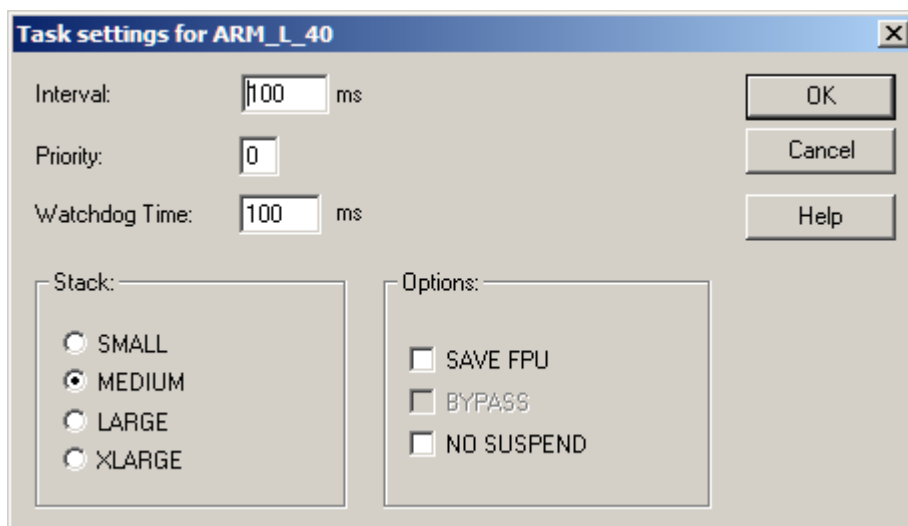 Task settings for ARM_L_40
Interval: 100 ms
OK
Priority: 0
Cancel
Watchdog Time: 100 ms
Help
Stack:
SMALL
MEDIUM
LARGE
XLARGE
Options:
SAVE FPU
BYPASS
NO SUSPEND